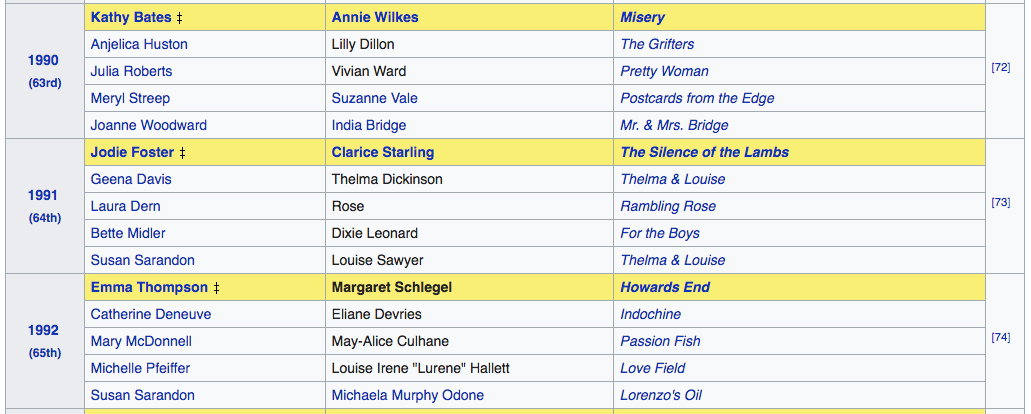 Kathy Bates ‡ Annie Wilkes Misery
Anjelica Huston Lilly Dillon The Grifters
1990 (63rd) Julia Roberts Vivian Ward Pretty Woman [72]
Meryl Streep Suzanne Vale Postcards from the Edge
Joanne Woodward India Bridge Mr. & Mrs. Bridge
Jodie Foster ‡ Clarice Starling The Silence of the Lambs
Geena Davis Thelma Dickinson Thelma & Louise
1991 (64th) Laura Dern Rose Rambling Rose [73]
Bette Midler Dixie Leonard For the Boys
Susan Sarandon Louise Sawyer Thelma & Louise
Emma Thompson ‡ Margaret Schlegel Howards End
Catherine Deneuve Eliane Devries Indochine
1992 (65th) Mary McDonnell May-Alice Culhane Passion Fish [74]
Michelle Pfeiffer Louise Irene "Lurene" Hallett Love Field
Susan Sarandon Michaela Murphy Odone Lorenzo's Oil